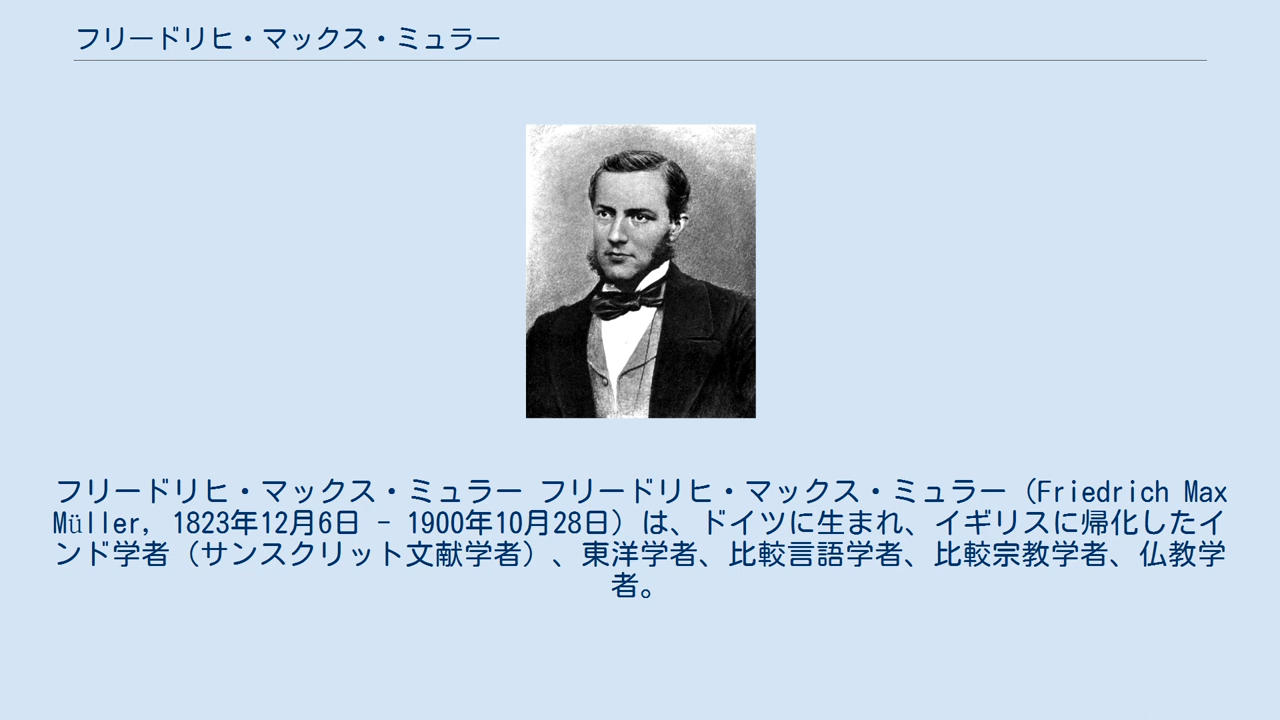 フリードリヒ・マックス・ミュラー
フリードリヒ・マックス・ミュラー フリードリヒ・マックス・ミュラー（Friedrich Max
Müller, 1823年12月6日 - 1900年10月28日）は、ドイツに生まれ、イギリスに帰化したイ
ンド学者（サンスクリット文献学者）、東洋学者、比較言語学者、比較宗教学者、仏教学
者。